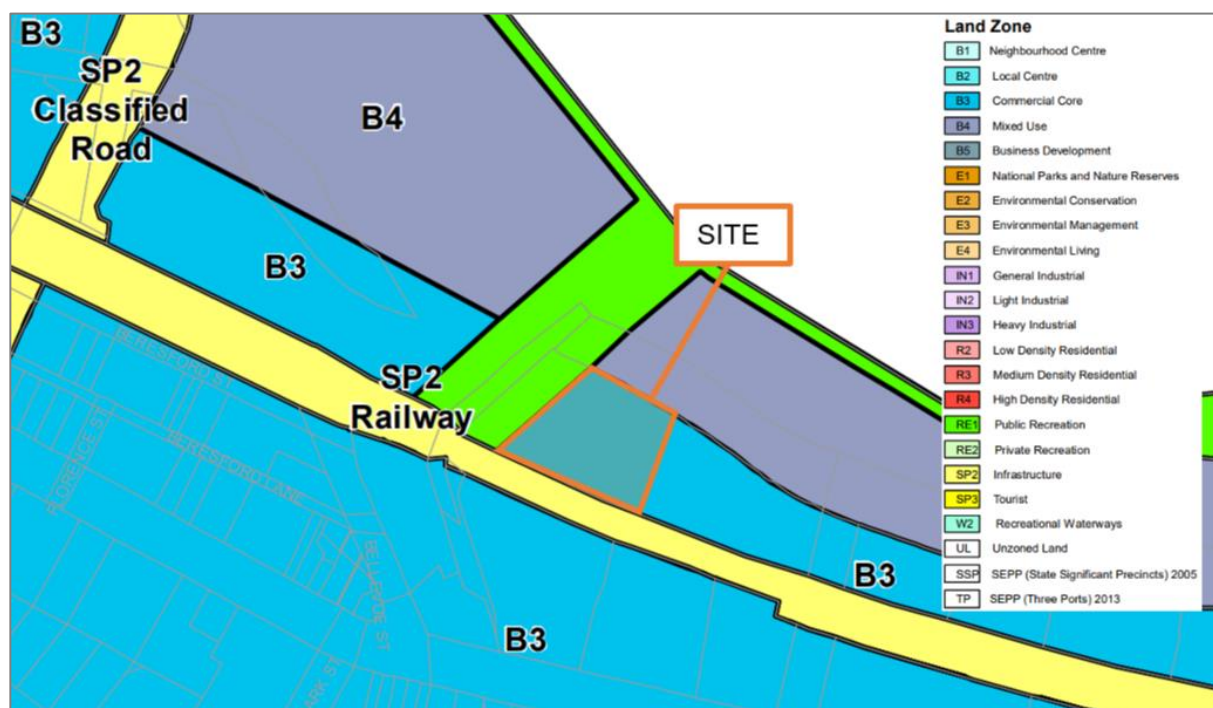 B3
SP2
Classified
Road
B4
SITE
B3
SP2
Railway
BERESFORD ST
BERESFORD LANE
FLORENCE ST
BELLEVUE ST
B3
B3
Land Zone
B1 Neighbourhood Centre
B2 Local Centre
B3 Commercial Core
B4 Mixed Use
B5 Business Development
E1 National Parks and Nature Reserves
E2 Environmental Conservation
E3 Environmental Management
E4 Environmental Living
IN1 General Industrial
IN2 Light Industrial
IN3 Heavy Industrial
R2 Low Density Residential
R3 Medium Density Residential
R4 High Density Residential
RE1 Public Recreation
RE2 Private Recreation
SP2 Infrastructure
SP3 Tourist
W2 Recreational Waterways
UL Unzoned Land
SSP SEPP (State Significant Precincts) 2005
TP SEPP (Three Ports) 2013